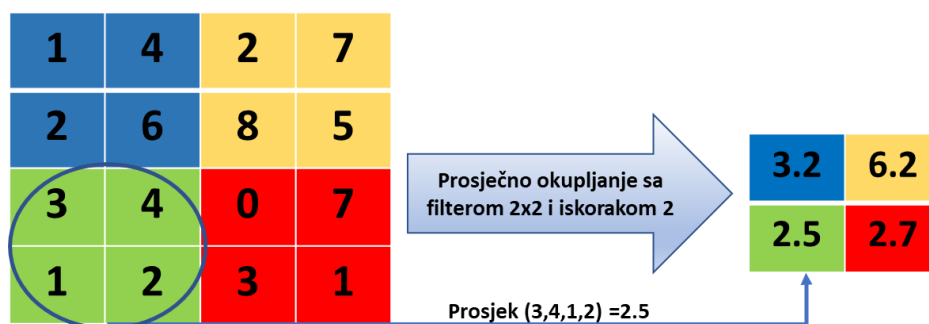 1 4 2 7
2 6 8 5
3 4 0 7
1 2 3 1
Prosječno okupljanje sa
filterom 2x2 i iskorakom 2
3.2 6.2
2.5 2.7
Prosjek (3,4,1,2) =2.5